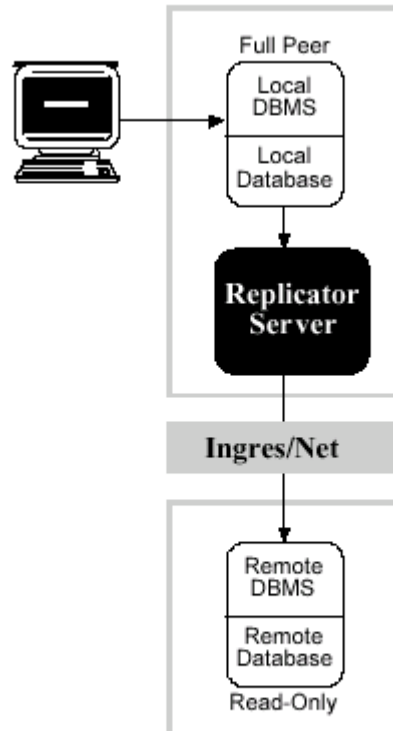 Full Peer
Local
DBMS
Local
Database
Replicator
Server
Ingres/Net
Remote
DBMS
Remote
Database
Read-Only